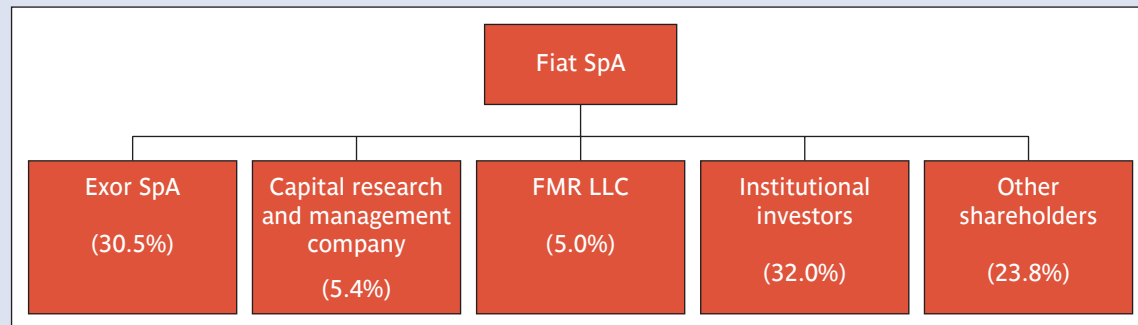 Fiat SpA
Exor SpA
(30.5%)
Capital research
and management
company
(5.4%)
FMR LLC
(5.0%)
Institutional
investors
(32.0%)
Other
shareholders
(23.8%)